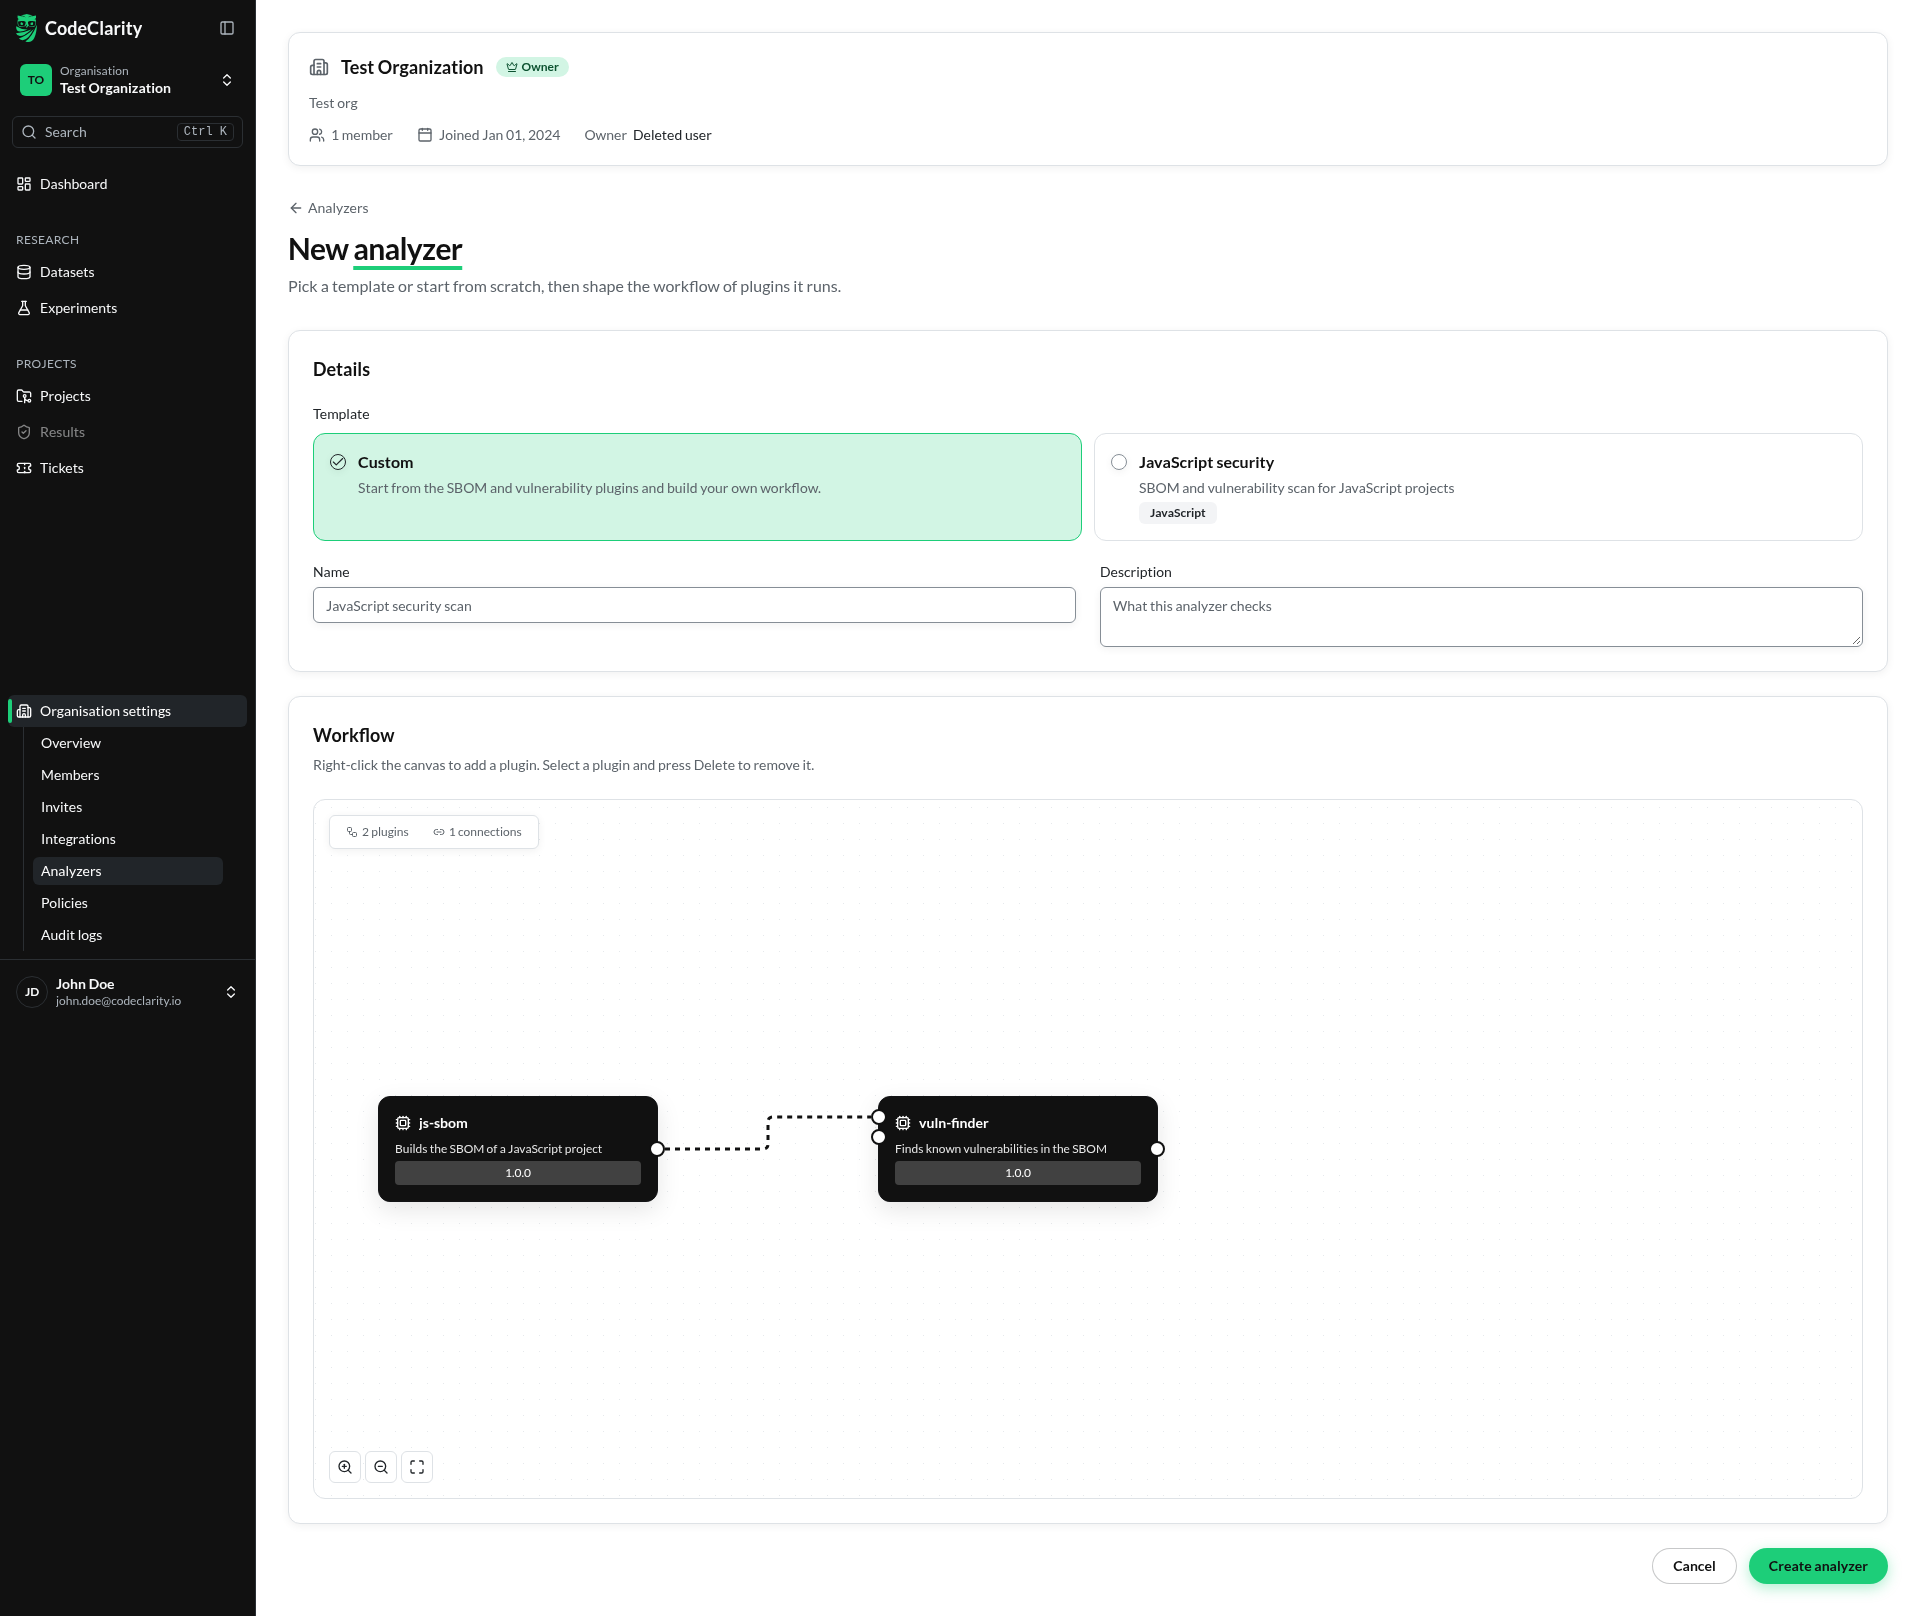 CodeClarity
TO
Organisation
Test Organization
Search
Ctrl K
Dashboard
RESEARCH
Datasets
Experiments
PROJECTS
Projects
Results
Tickets
Organisation settings
Overview
Members
Invites
Integrations
Analyzers
Policies
Audit logs
JD
John Doe
john.doe@codeclarity.io
Test Organization
Owner
Test org
1 member
Joined Jan 01, 2024
Owner Deleted user
Analyzers
New analyzer
Pick a template or start from scratch, then shape the workflow of plugins it runs.
Details
Template
Custom
Start from the SBOM and vulnerability plugins and build your own workflow.
JavaScript security
SBOM and vulnerability scan for JavaScript projects
JavaScript
Name
JavaScript security scan
Description
What this analyzer checks
Workflow
Right-click the canvas to add a plugin. Select a plugin and press Delete to remove it.
2 plugins
1 connections
js-sbom
Builds the SBOM of a JavaScript project
1.0.0
vuln-finder
Finds known vulnerabilities in the SBOM
1.0.0
Cancel
Create analyzer